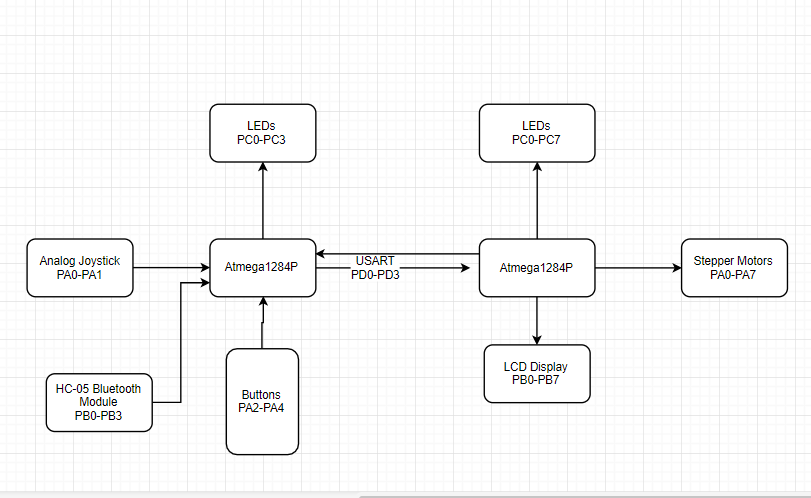 LEDs
PC0-PC3
LEDs
PC0-PC7
Analog Joystick
PA0-PA1
Atmega1284P
USART
PD0-PD3
Atmega1284P
Stepper Motors
PA0-PA7
HC-05 Bluetooth
Module
PB0-PB3
Buttons
PA2-PA4
LCD Display
PB0-PB7